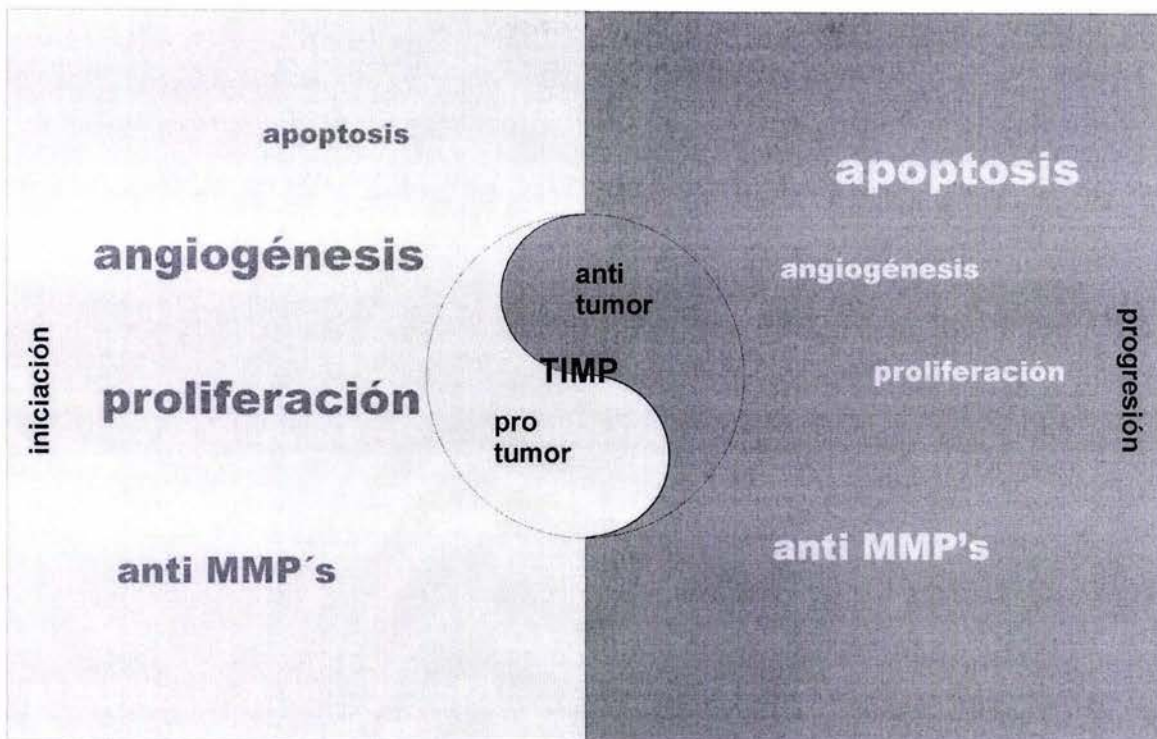 apoptosis
angiogénesis
proliferación
anti MMP´s
iniciación
anti
tumor
TIMP
pro
tumor
apoptosis
angiogénesis
proliferación
anti MMP's
progresión